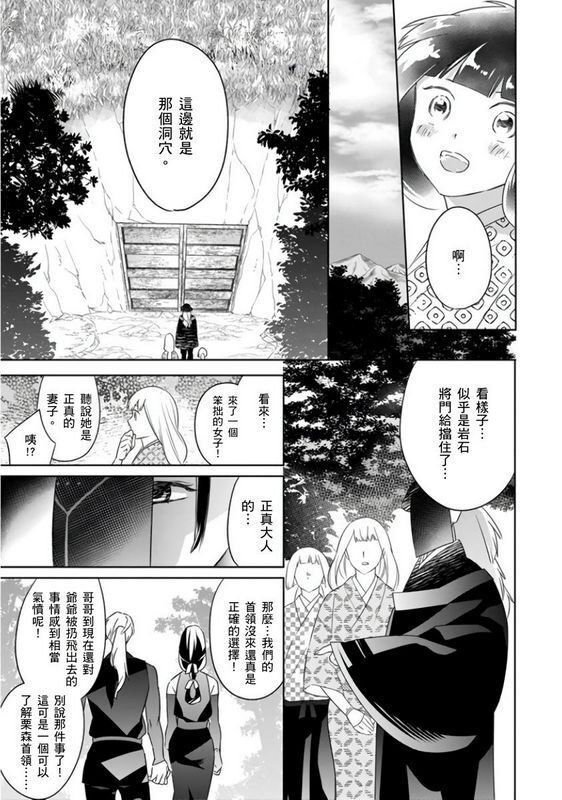 啊…
這邊就是
那個洞穴。
看樣子…
似乎是岩石
將門給擋住了…
看來…
來了一個
笨拙的女子！
聽說她是
正真的
妻子。
咦!?
正真大人
的…
那麼…我們的
首領沒來還真是
正確的選擇！
哥哥到現在還對
爺爺被扔飛出去的
事情感到相當
氣憤呢！
別說那件事了！
這可是一個可以
了解栗森首領……